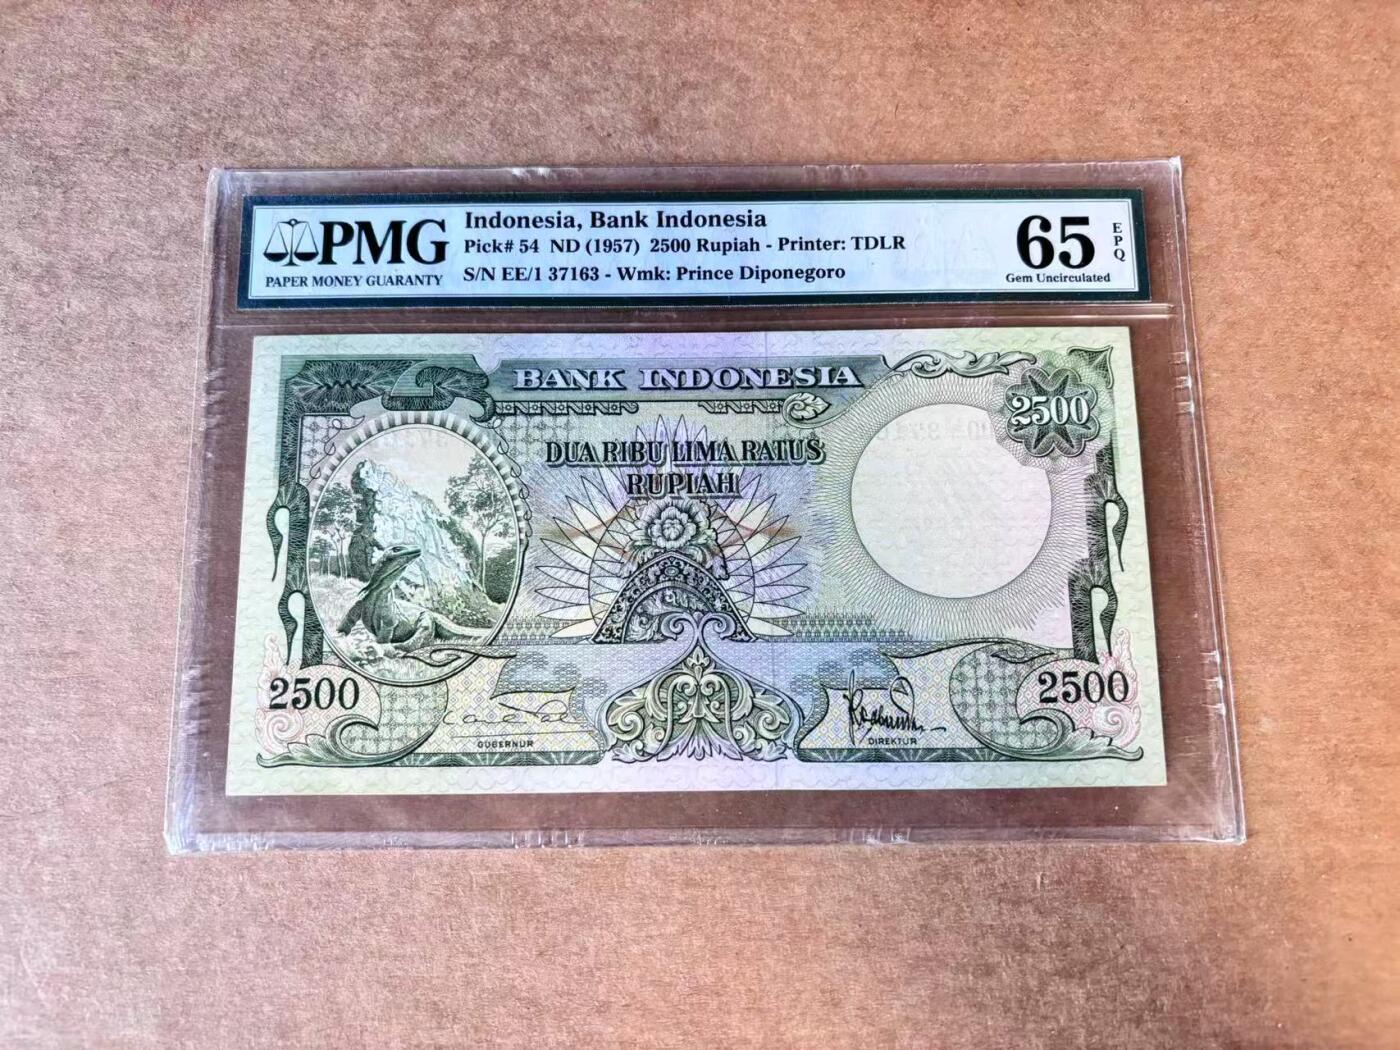 PMG
PAPER MONEY GUARANTY
Indonesia, Bank Indonesia
Pick# 54 ND (1957) 2500 Rupiah - Printer: TDLR
S/N EE/1 37163 - Wmk: Prince Diponegoro
65
EPQ
Gem Uncirculated
BANK INDONESIA
2500
DUA RIBU LIMA RATUS
RUPIAH
2500
2500
GUBERNUR
DIREKTUR